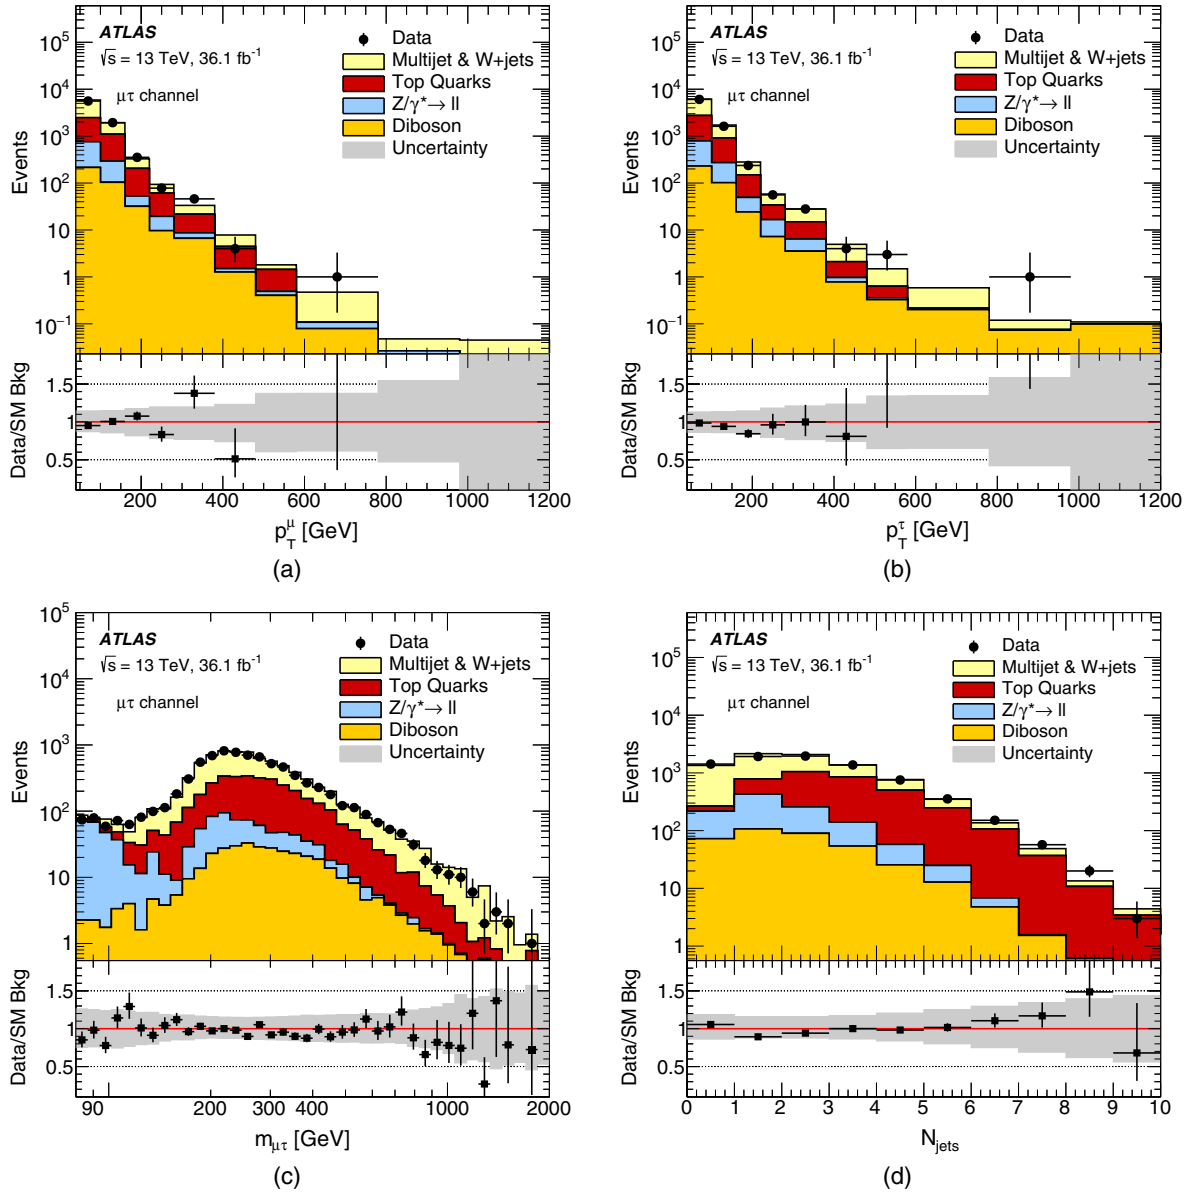 ATLAS
√s = 13 TeV, 36.1 fb⁻¹
μτ channel
Data
Multijet & W+jets
Top Quarks
Z/γ*→ ll
Diboson
Uncertainty
Events
10⁵
10⁴
10³
10²
10
1
10⁻¹
Data/SM Bkg
1.5
1
0.5
200 400 600 800 1000 1200
p_T^μ [GeV]
(a)
ATLAS
√s = 13 TeV, 36.1 fb⁻¹
μτ channel
Data
Multijet & W+jets
Top Quarks
Z/γ*→ ll
Diboson
Uncertainty
Events
10⁵
10⁴
10³
10²
10
1
10⁻¹
Data/SM Bkg
1.5
1
0.5
200 400 600 800 1000 1200
p_T^τ [GeV]
(b)
ATLAS
√s = 13 TeV, 36.1 fb⁻¹
μτ channel
Data
Multijet & W+jets
Top Quarks
Z/γ*→ ll
Diboson
Uncertainty
Events
10⁵
10⁴
10³
10²
10
1
Data/SM Bkg
1.5
1
0.5
90 200 300 400 1000 2000
m_μτ [GeV]
(c)
ATLAS
√s = 13 TeV, 36.1 fb⁻¹
μτ channel
Data
Multijet & W+jets
Top Quarks
Z/γ*→ ll
Diboson
Uncertainty
Events
10⁵
10⁴
10³
10²
10
1
Data/SM Bkg
1.5
1
0.5
0 1 2 3 4 5 6 7 8 9 10
N_jets
(d)